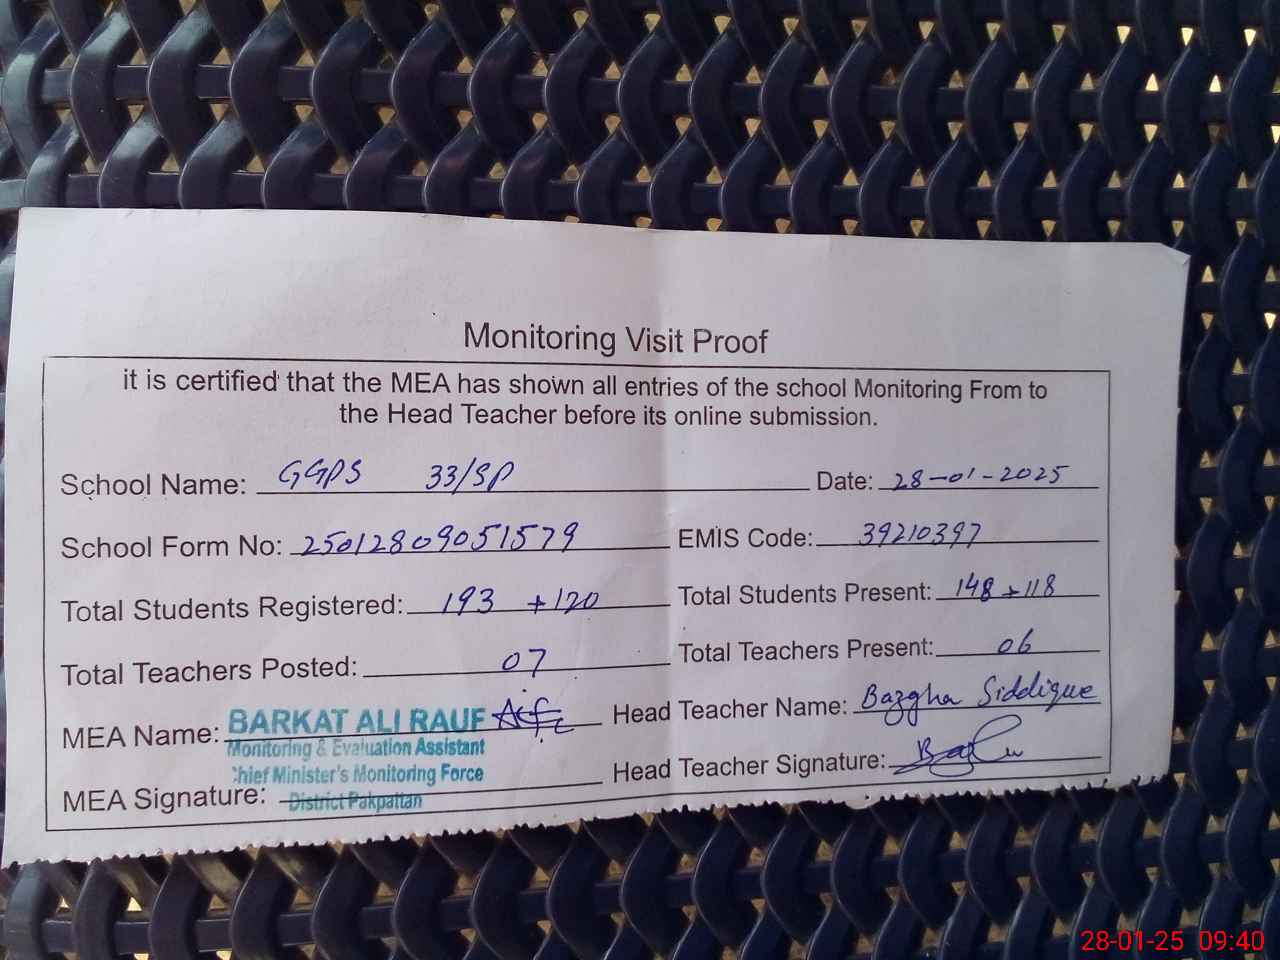 Monitoring Visit Proof
it is certified that the MEA has shown all entries of the school Monitoring From to
the Head Teacher before its online submission.
School Name: GGPS 33/SP Date: 28-01-2025
School Form No: 25012809051579 EMIS Code: 39210397
Total Students Registered: 193 +120 Total Students Present: 148+118
Total Teachers Posted: 07 Total Teachers Present: 06
MEA Name: BARKAT ALI RAUF Head Teacher Name: Bazgha Siddique
Monitoring & Evaluation Assistant
Chief Minister's Monitoring Force Head Teacher Signature:
MEA Signature: District Pakpattan
28-01-25 09:40